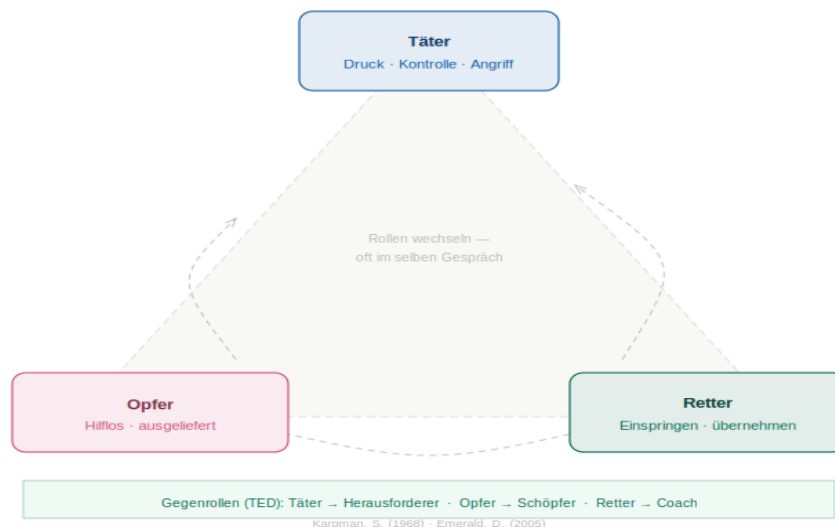 Täter
Druck · Kontrolle · Angriff
Rollen wechseln —
oft im selben Gespräch
Opfer
Hilflos · ausgeliefert
Retter
Einspringen · übernehmen
Gegenrollen (TED): Täter → Herausforderer · Opfer → Schöpfer · Retter → Coach
Karpman, S. (1968) · Emerald, D. (2005)